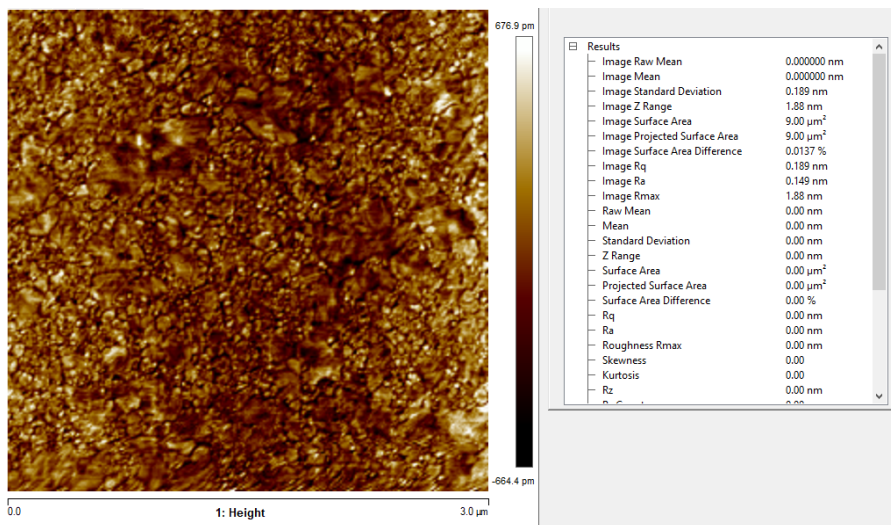 676.9 pm
-664.4 pm
0.0
1: Height
3.0 µm
Results
Image Raw Mean 0.000000 nm
Image Mean 0.000000 nm
Image Standard Deviation 0.189 nm
Image Z Range 1.88 nm
Image Surface Area 9.00 µm²
Image Projected Surface Area 9.00 µm²
Image Surface Area Difference 0.0137 %
Image Rq 0.189 nm
Image Ra 0.149 nm
Image Rmax 1.88 nm
Raw Mean 0.00 nm
Mean 0.00 nm
Standard Deviation 0.00 nm
Z Range 0.00 nm
Surface Area 0.00 µm²
Projected Surface Area 0.00 µm²
Surface Area Difference 0.00 %
Rq 0.00 nm
Ra 0.00 nm
Roughness Rmax 0.00 nm
Skewness 0.00
Kurtosis 0.00
Rz 0.00 nm